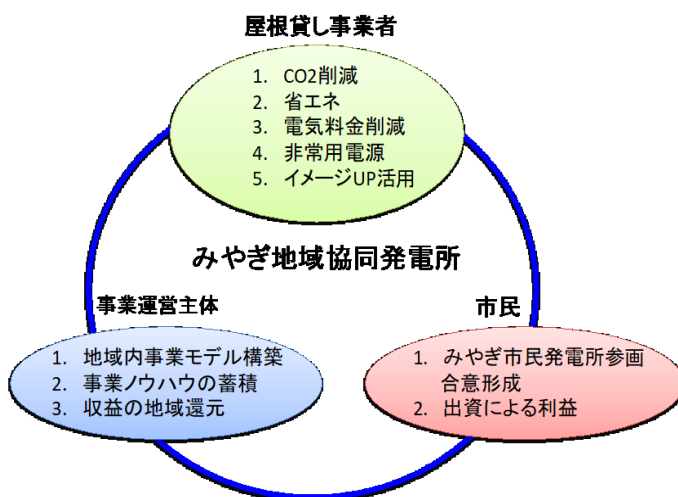 屋根貸し事業者
1. CO2削減
2. 省エネ
3. 電気料金削減
4. 非常用電源
5. イメージUP活用
みやぎ地域協同発電所
事業運営主体
1. 地域内事業モデル構築
2. 事業ノウハウの蓄積
3. 収益の地域還元
市民
1. みやぎ市民発電所参画
合意形成
2. 出資による利益